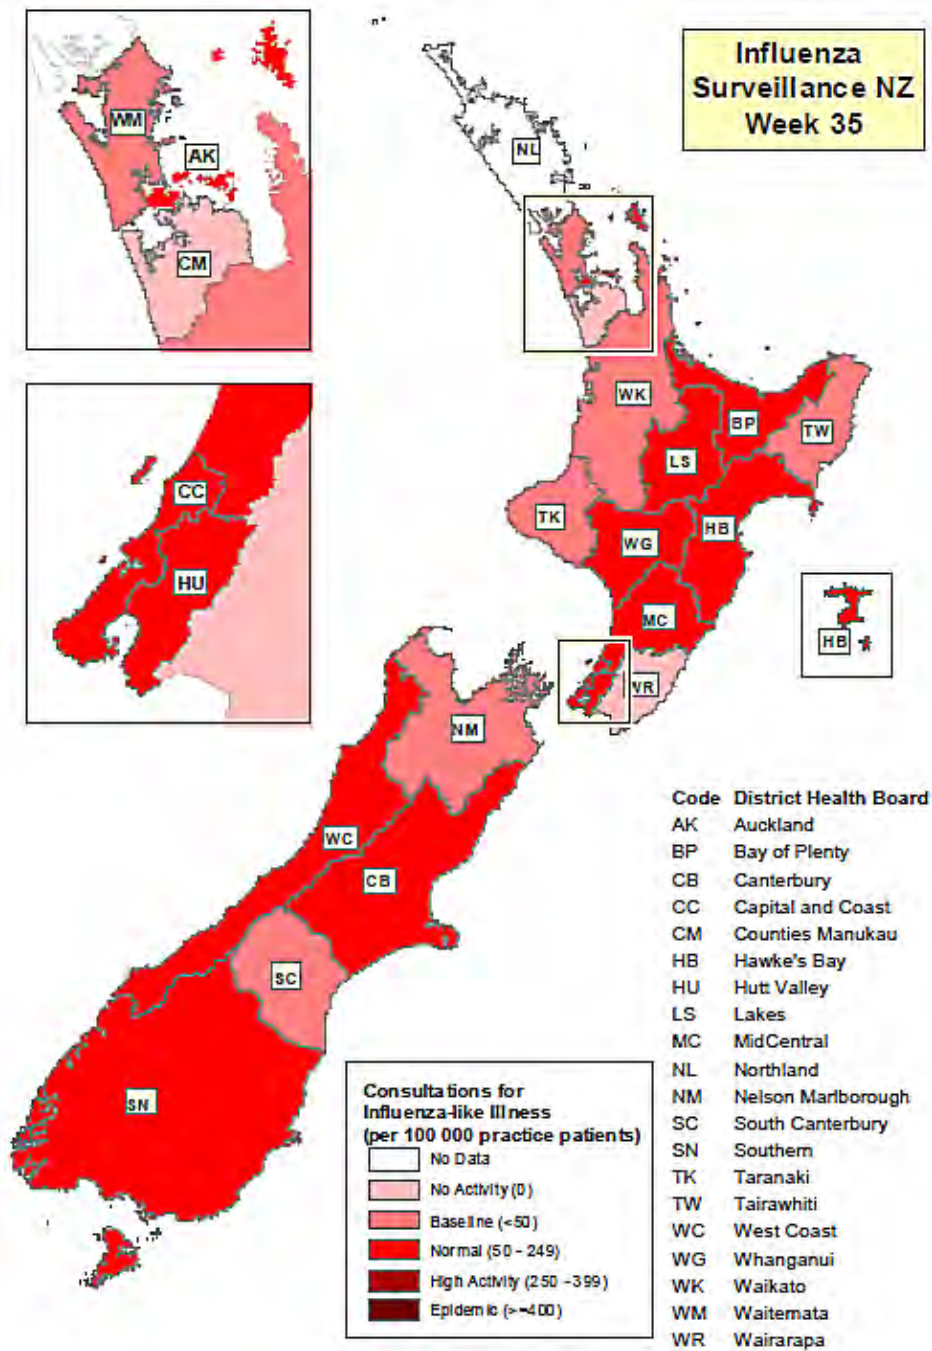 Influenza
Surveillance NZ
Week 35
WM
AK
CM
NL
WK
BP
TW
LS
TK
WG
HB
MC
WR
HB
CC
HU
NM
WC
CB
SC
SN
Code District Health Board
AK Auckland
BP Bay of Plenty
CB Canterbury
CC Capital and Coast
CM Counties Manukau
HB Hawke's Bay
HU Hutt Valley
LS Lakes
MC MidCentral
NL Northland
NM Nelson Marlborough
SC South Canterbury
SN Southern
TK Taranaki
TW Tairawhiti
WC West Coast
WG Whanganui
WK Waikato
WM Waitemata
WR Wairarapa
Consultations for
Influenza-like Illness
(per 100 000 practice patients)
No Data
No Activity (0)
Baseline (<50)
Normal (50 - 249)
High Activity (250 - 399)
Epidemic (>=400)